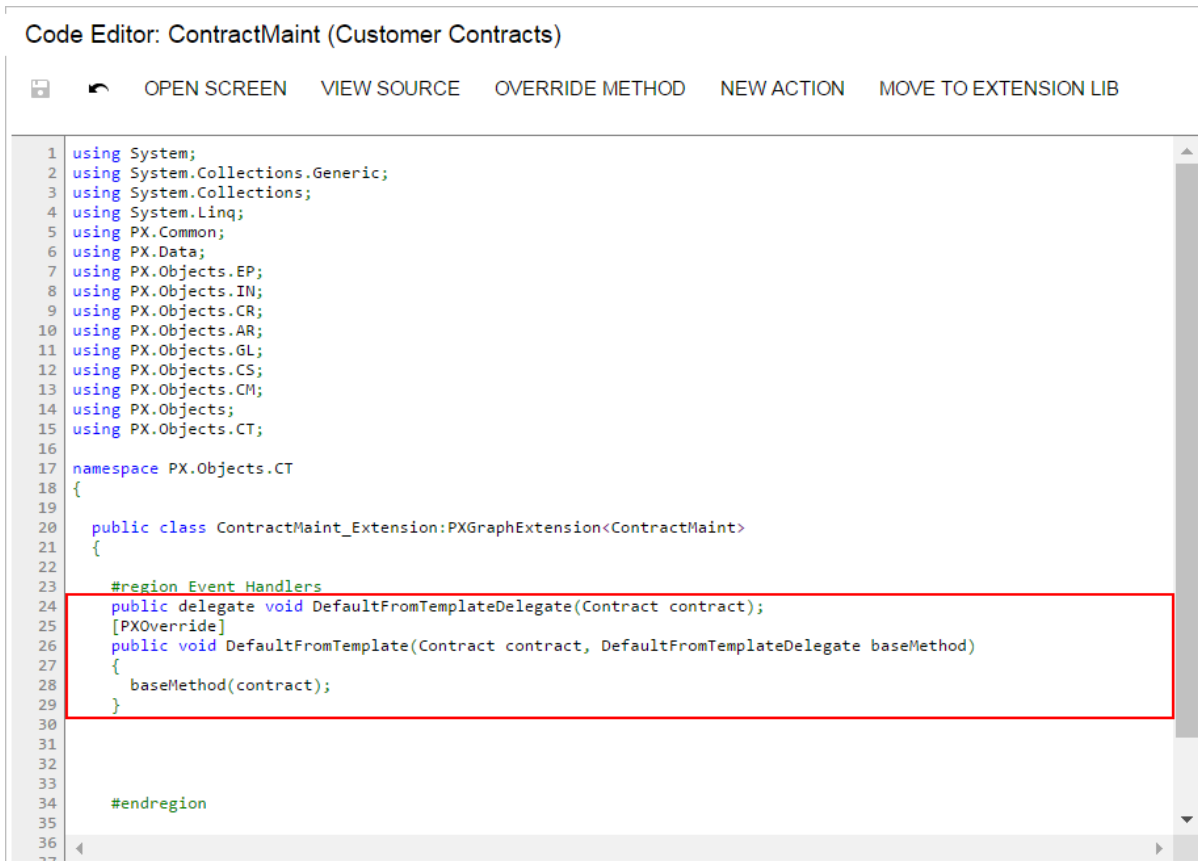 Code Editor: ContractMaint (Customer Contracts)
OPEN SCREEN VIEW SOURCE OVERRIDE METHOD NEW ACTION MOVE TO EXTENSION LIB
1 using System;
2 using System.Collections.Generic;
3 using System.Collections;
4 using System.Linq;
5 using PX.Common;
6 using PX.Data;
7 using PX.Objects.EP;
8 using PX.Objects.IN;
9 using PX.Objects.CR;
10 using PX.Objects.AR;
11 using PX.Objects.GL;
12 using PX.Objects.CS;
13 using PX.Objects.CM;
14 using PX.Objects;
15 using PX.Objects.CT;
16
17 namespace PX.Objects.CT
18 {
19
20 public class ContractMaint_Extension:PXGraphExtension<ContractMaint>
21 {
22
23 #region Event Handlers
24 public delegate void DefaultFromTemplateDelegate(Contract contract);
25 [PXOverride]
26 public void DefaultFromTemplate(Contract contract, DefaultFromTemplateDelegate baseMethod)
27 {
28 baseMethod(contract);
29 }
30
31
32
33
34 #endregion
35
36
37